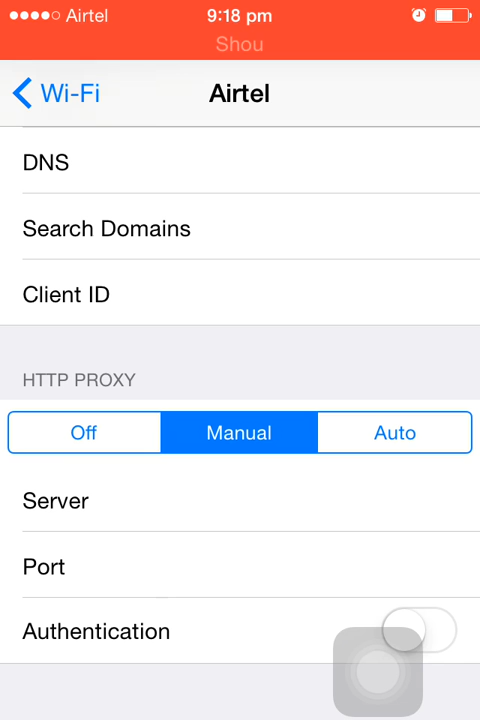 Airtel 9:18 pm
Shou
Wi-Fi Airtel
DNS
Search Domains
Client ID
HTTP PROXY
Off Manual Auto
Server
Port
Authentication